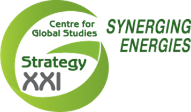 Centre for
Global Studies
Strategy
XXI
SYNERGING
ENERGIES